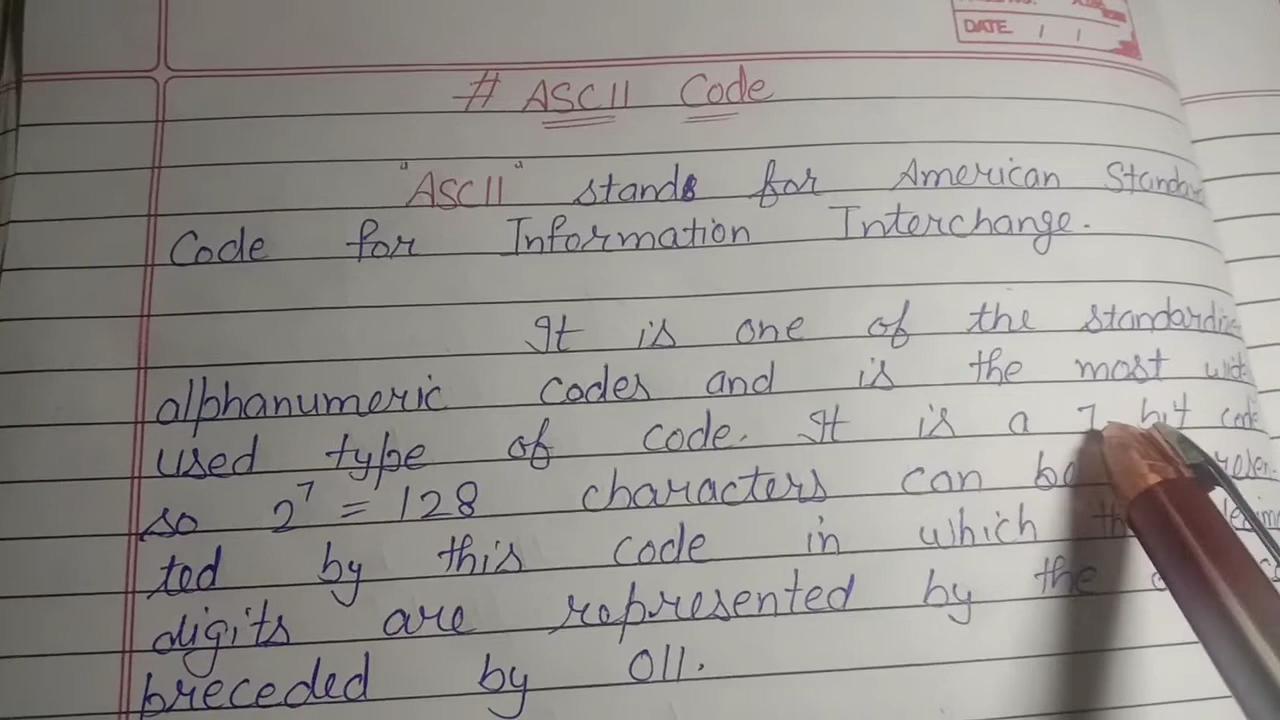 DATE
# ASCII Code
"ASCII" stands for American
Code for Information Interchange.
It is one of the
alphanumeric codes and is the most
used type of code. It is a 7 bit code
so 2⁷ = 128 characters can be
ted by this code in which
digits are represented by the
preceded by 011.